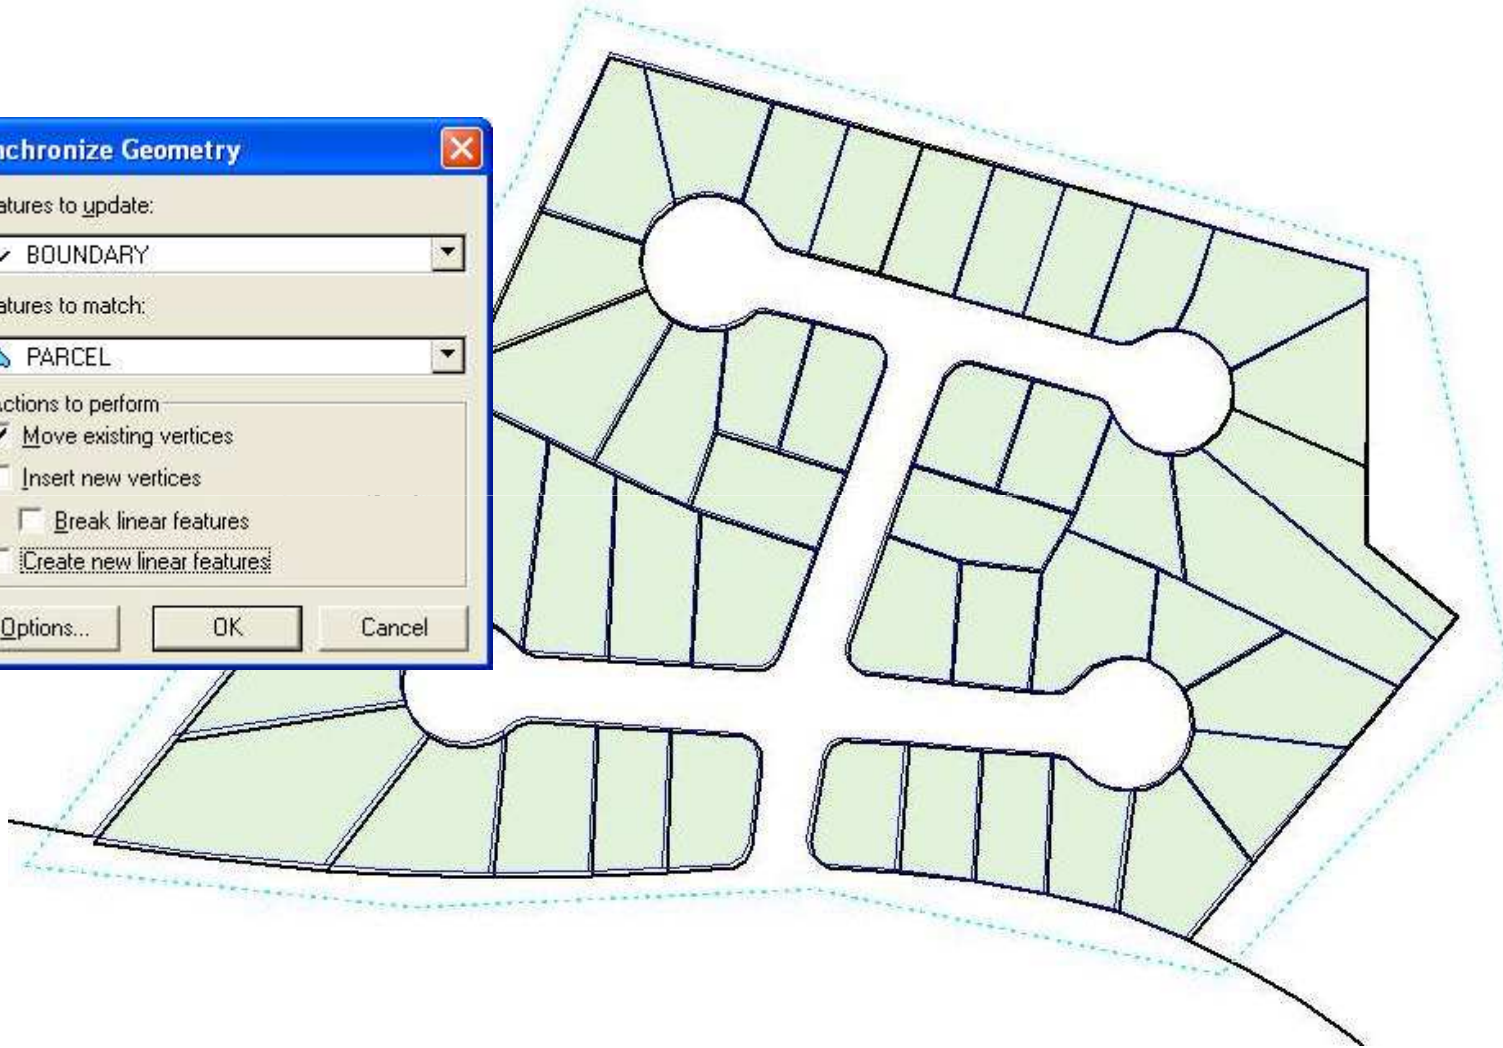 nchronize Geometry
atures to update:
BOUNDARY
atures to match:
PARCEL
ctions to perform
Move existing vertices
Insert new vertices
Break linear features
Create new linear features
Options...
OK
Cancel